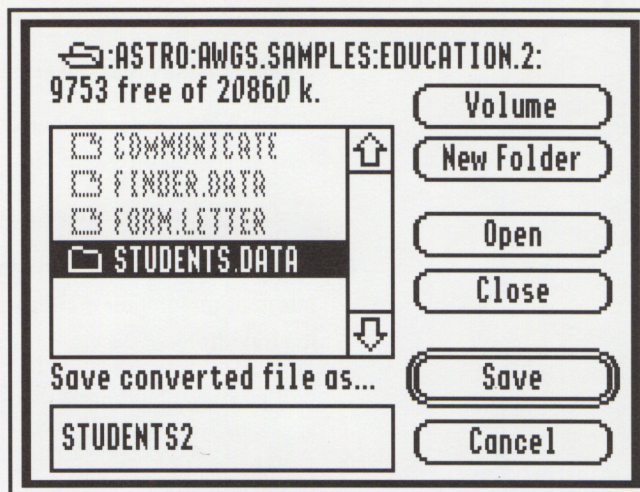 :ASTRO:AWGS.SAMPLES:EDUCATION.2:
9753 free of 20860 k.
COMMUNICATE
FINDER.DATA
FORM.LETTER
STUDENTS.DATA
Save converted file as...
STUDENTS2
Volume
New Folder
Open
Close
Save
Cancel